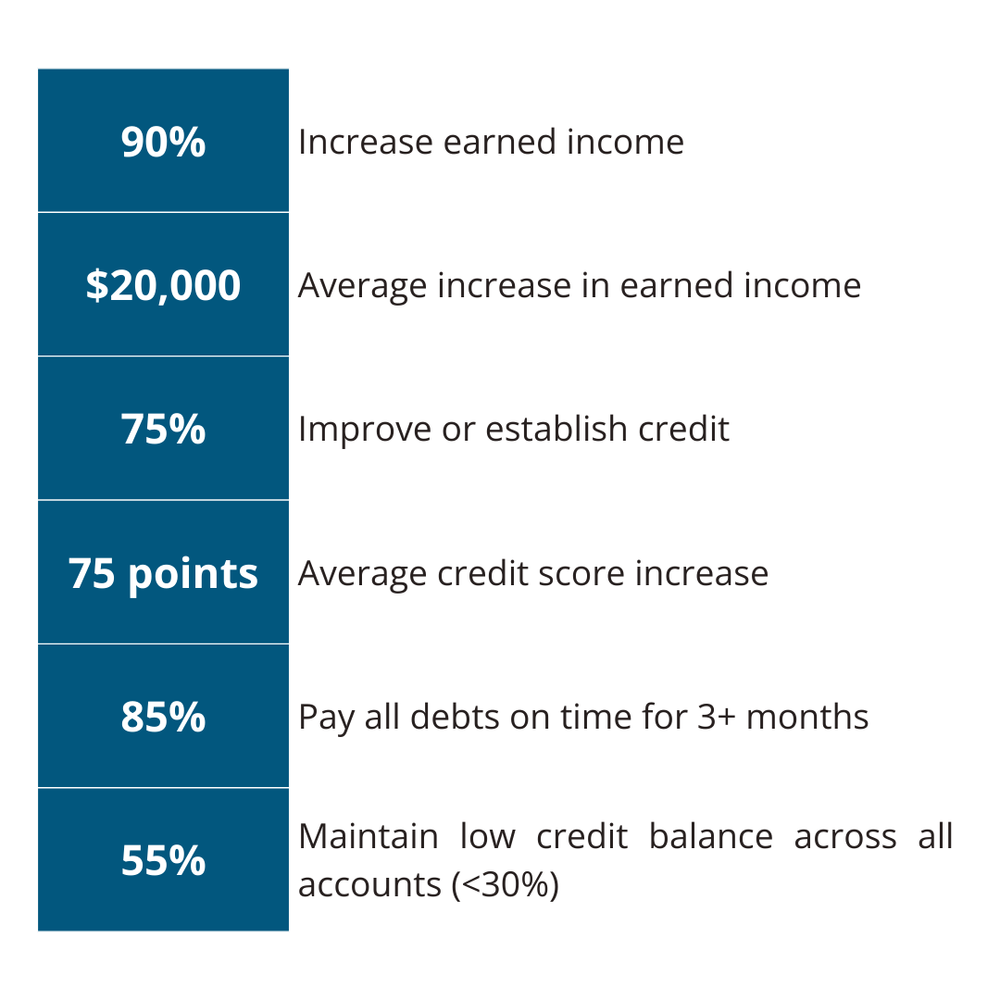 90%
Increase earned income
$20,000
Average increase in earned income
75%
Improve or establish credit
75 points
Average credit score increase
85%
Pay all debts on time for 3+ months
55%
Maintain low credit balance across all
accounts (<30%)